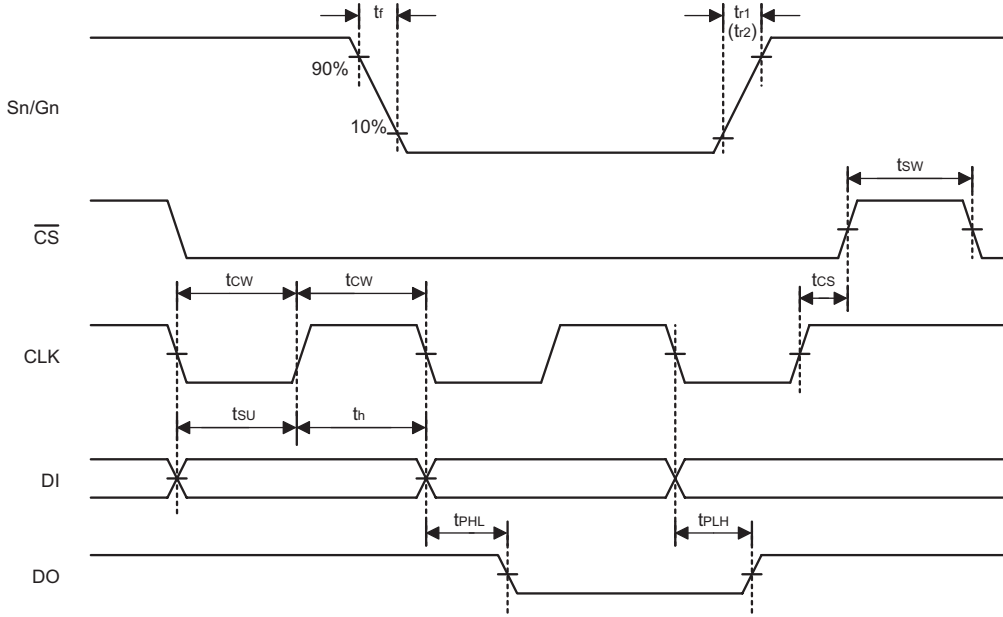 tf
tr1
(tr2)
90%
Sn/Gn
10%
tSW
CS
tCW tCW tCS
CLK
tSU th
DI
tPHL tPLH
DO